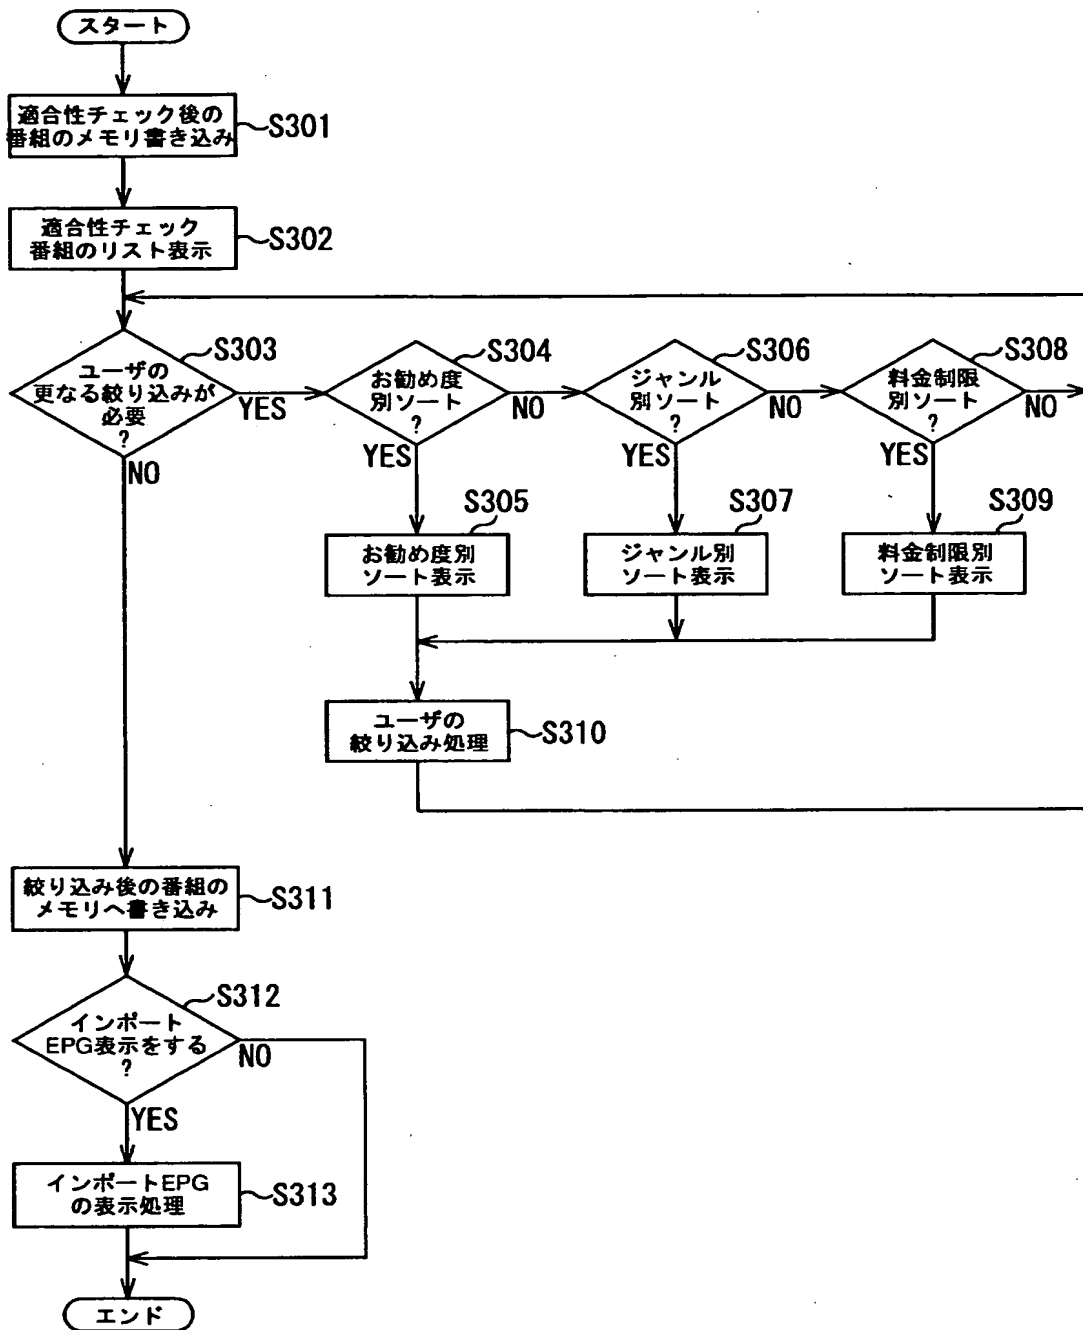 スタート
適合性チェック後の
番組のメモリ書き込み
S301
適合性チェック
番組のリスト表示
S302
ユーザの
更なる絞り込みが
必要
?
S303
YES
NO
お勧め度
別ソート
?
S304
NO
YES
ジャンル
別ソート
?
S306
NO
YES
料金制限
別ソート
?
S308
NO
YES
お勧め度別
ソート表示
S305
ジャンル別
ソート表示
S307
料金制限別
ソート表示
S309
ユーザの
絞り込み処理
S310
絞り込み後の番組の
メモリへ書き込み
S311
インポート
EPG表示をする
?
S312
NO
YES
インポートEPG
の表示処理
S313
エンド